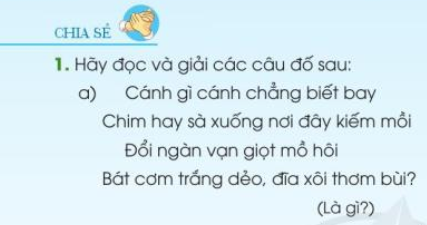 CHIA SẺ
1. Hãy đọc và giải các câu đố sau:
a) Cánh gì cánh chẳng biết bay
Chim hay sà xuống nơi đây kiếm mồi
Đổi ngàn vạn giọt mồ hôi
Bát cơm trắng dẻo, đĩa xôi thơm bùi?
(Là gì?)